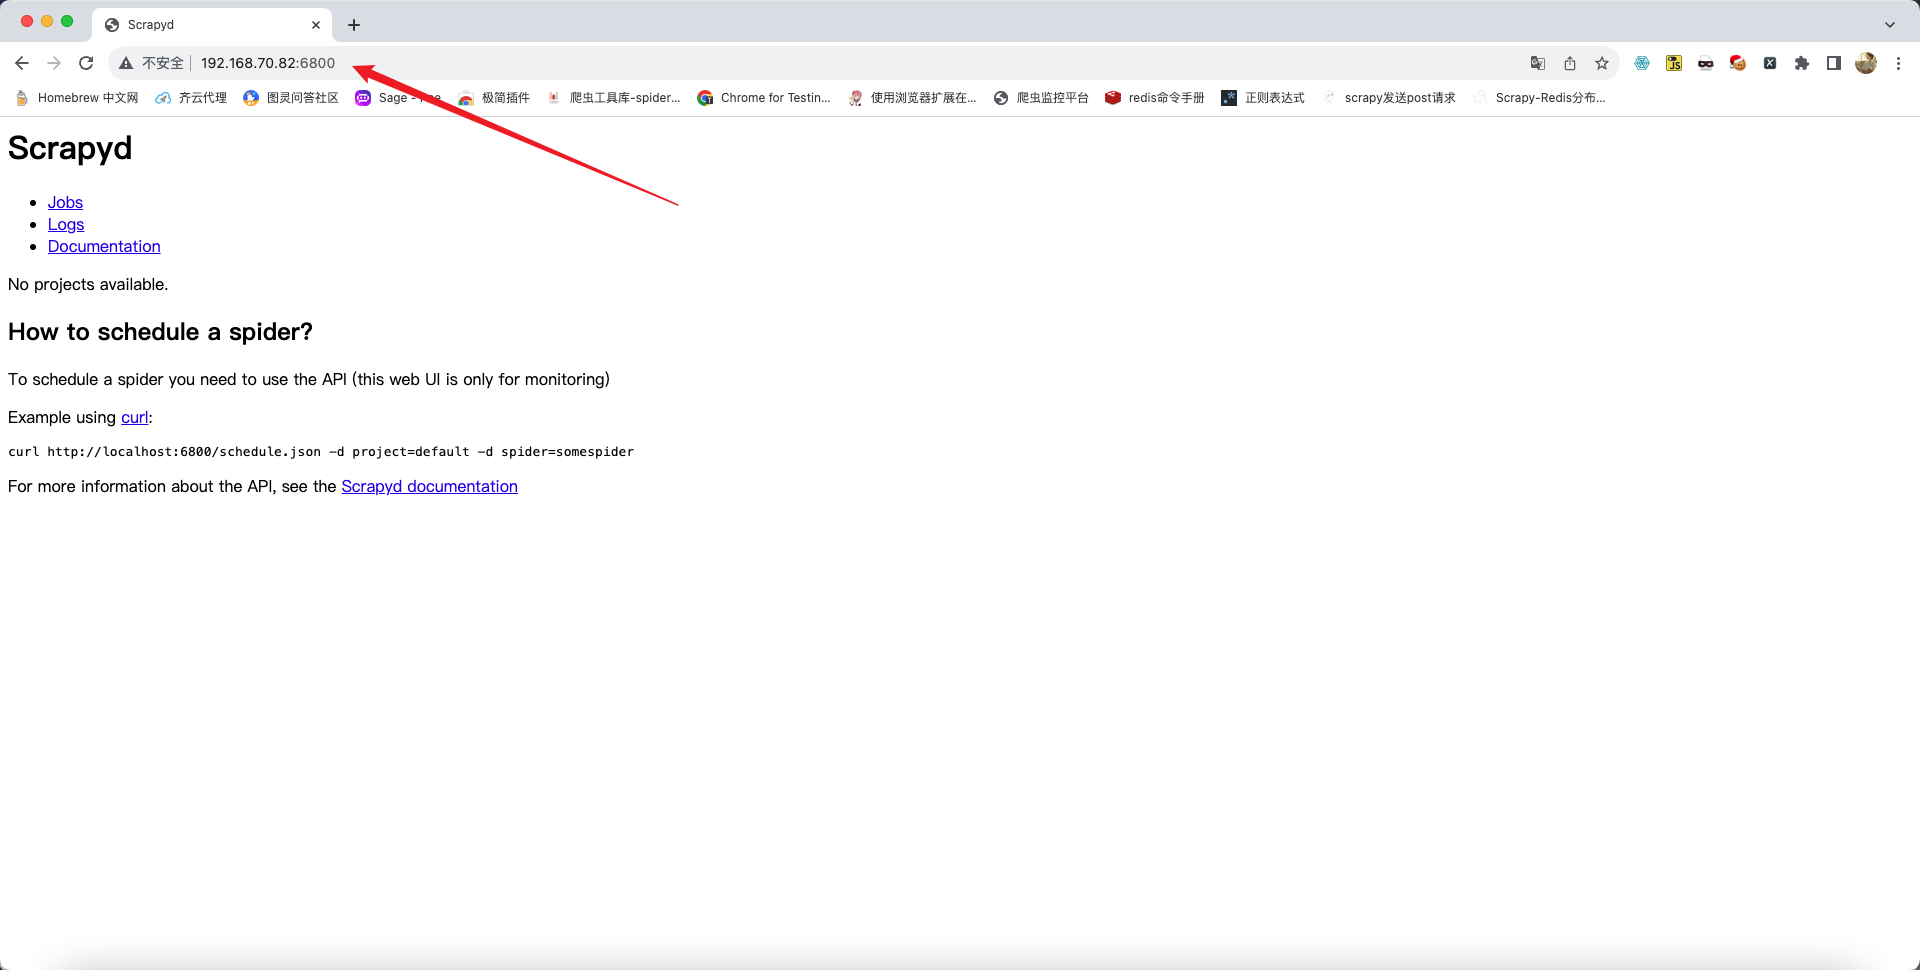 Scrapyd
不安全 192.168.70.82:6800
Homebrew 中文网 齐云代理 图灵问答社区 Sage - 极简插件 爬虫工具库-spider... Chrome for Testin... 使用浏览器扩展在... 爬虫监控平台 redis命令手册 正则表达式 scrapy发送post请求 Scrapy-Redis分布...
Scrapyd
Jobs
Logs
Documentation
No projects available.
How to schedule a spider?
To schedule a spider you need to use the API (this web UI is only for monitoring)
Example using curl:
curl http://localhost:6800/schedule.json -d project=default -d spider=somespider
For more information about the API, see the Scrapyd documentation